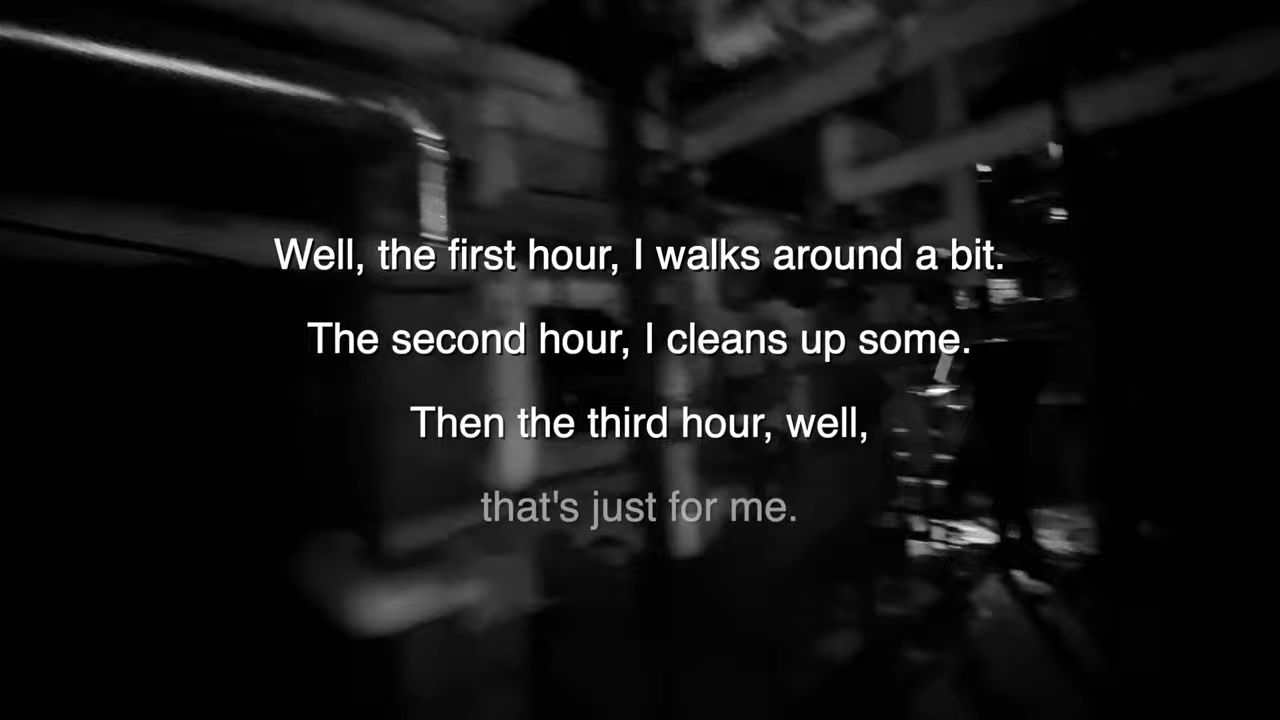 Well, the first hour, I walks around a bit.
The second hour, I cleans up some.
Then the third hour, well,
that's just for me.